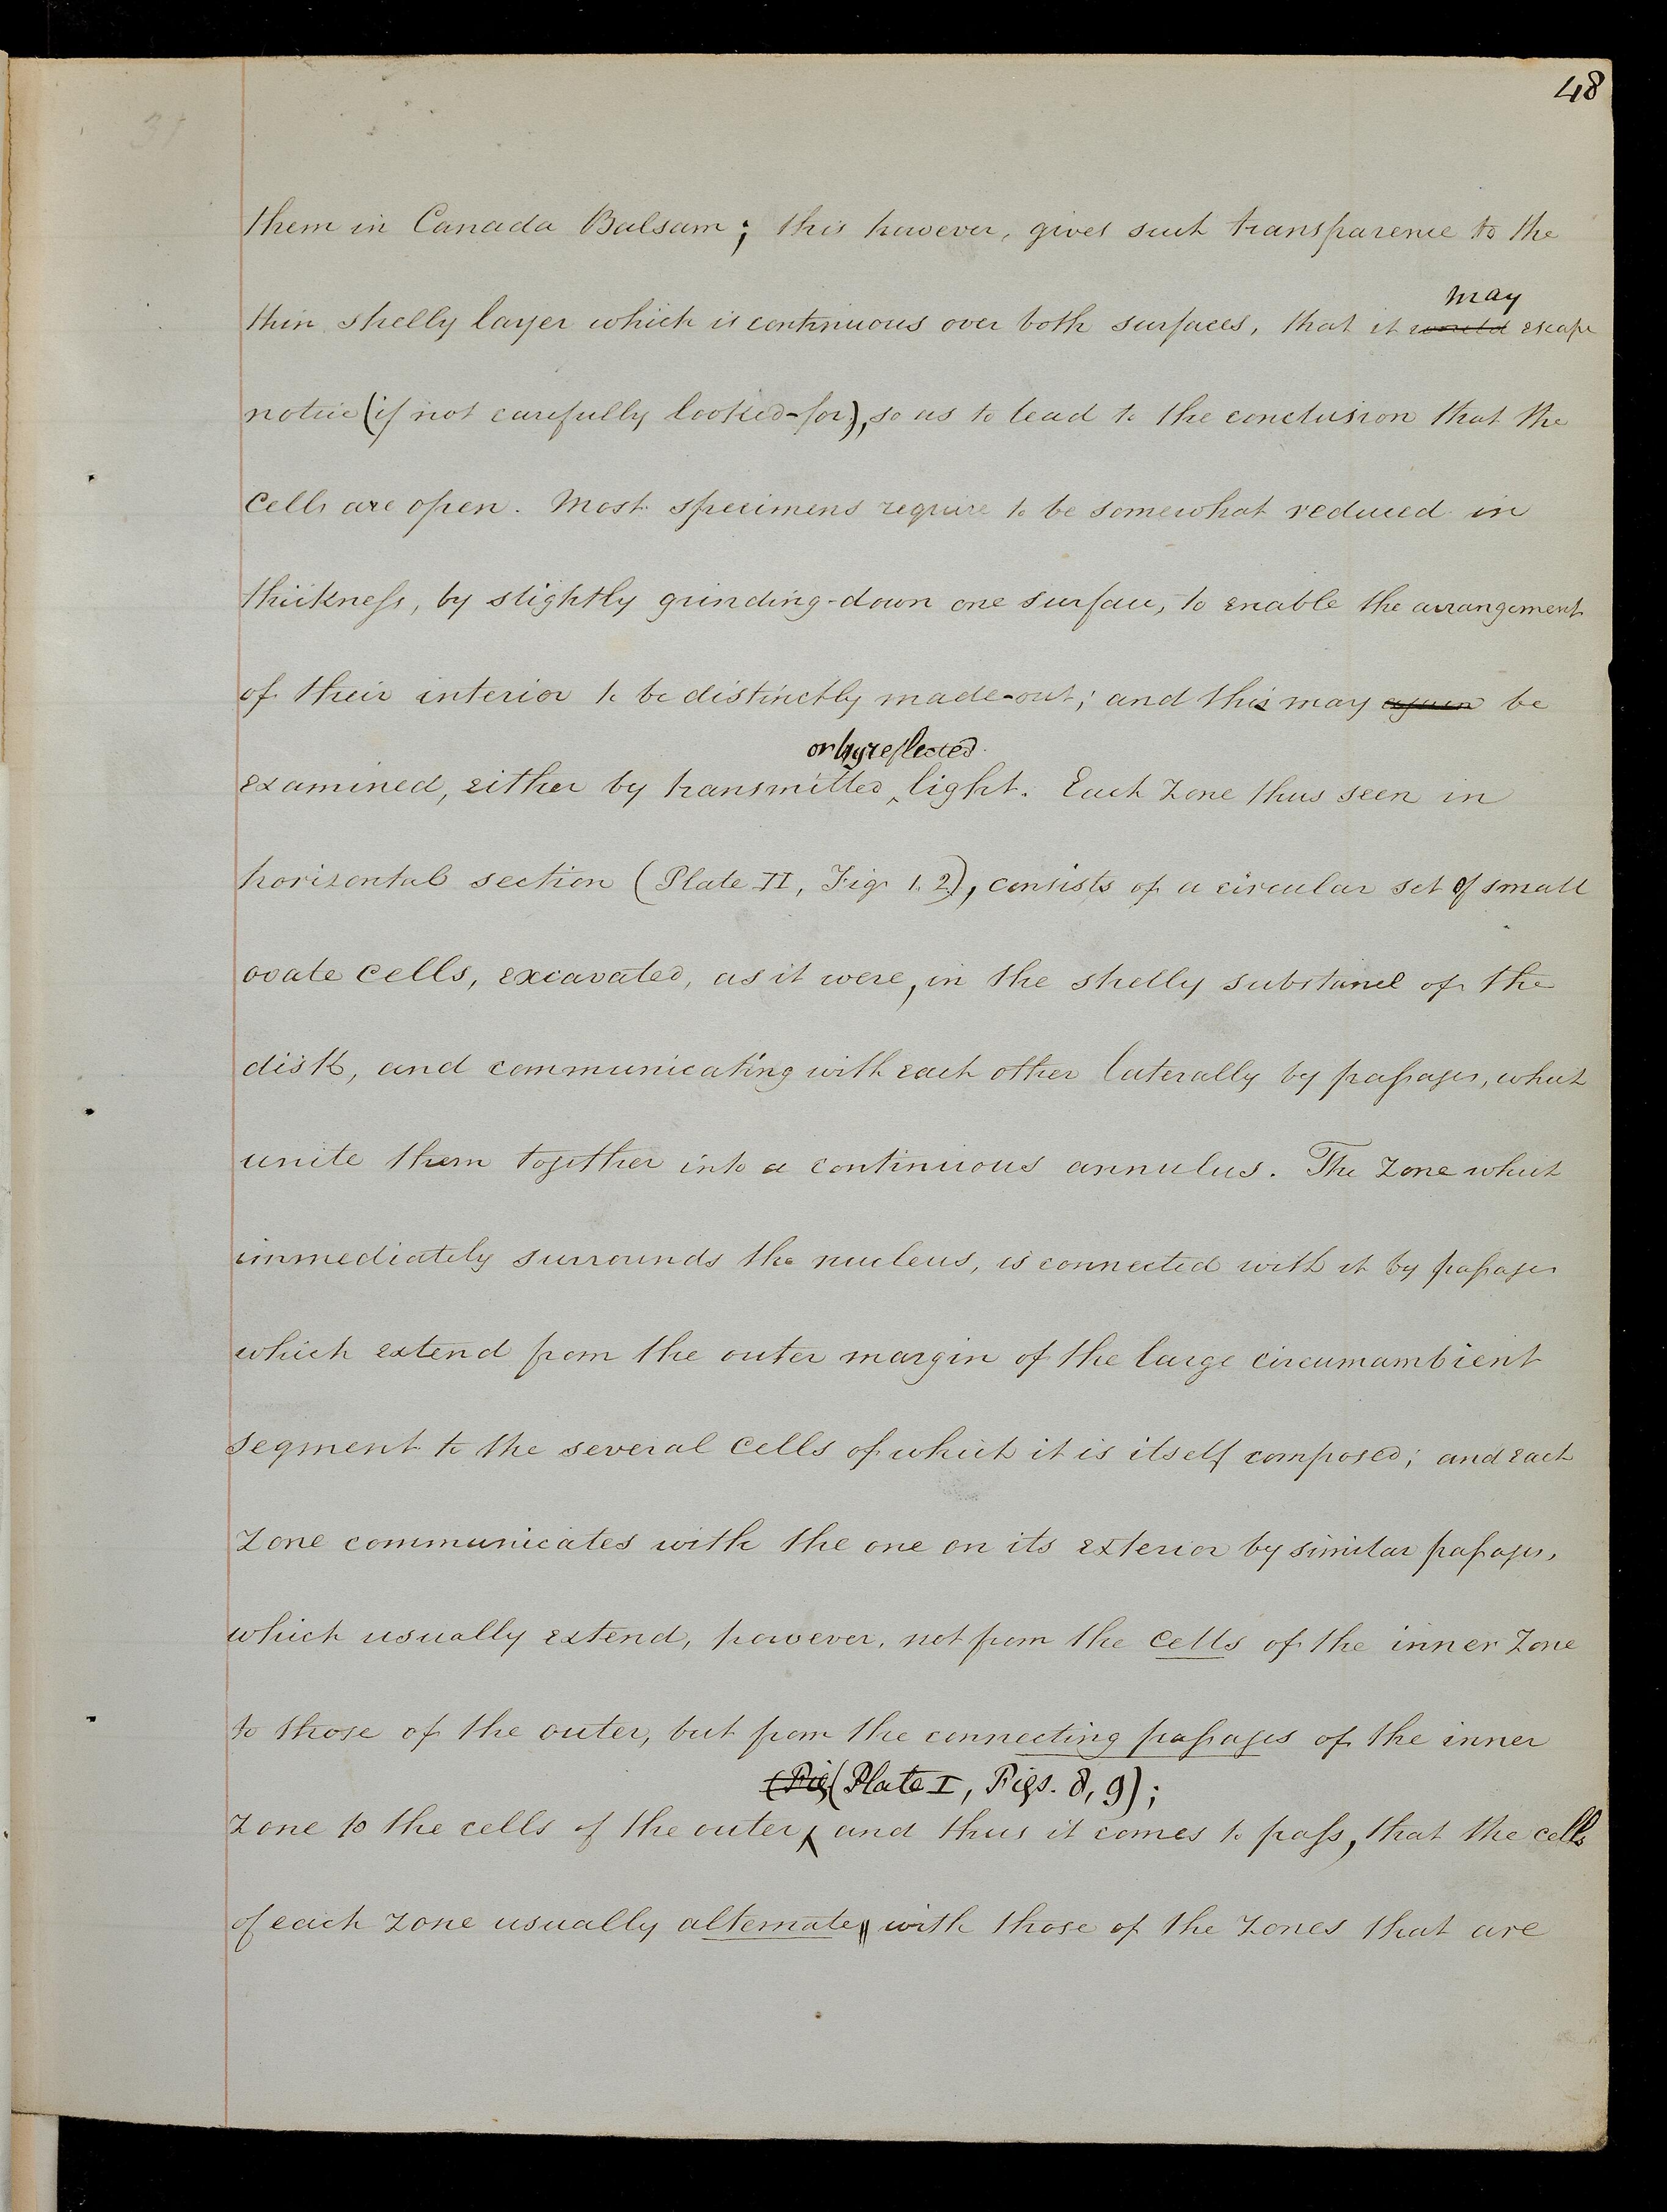 48
them in Canada Balsam; this however, gives such transparence to the
may
thin shelly layer which is continuous over both surfaces, that it would escape
notice (if not carefully looked-for), so as to lead to the conclusion that the
cells are open. Most specimens require to be somewhat reduced in
thickness, by slightly grinding-down one surface, to enable the arrangement
of their interior to be distinctly made-out; and this may again be
or by reflected
examined, either by transmitted light. Each zone thus seen in
horizontal section (Plate II, Fig. 1. 2), consists of a circular set of small
ovate cells, excavated, as it were, in the shelly substance of the
disk, and communicating with each other laterally by passages, which
unite them together into a continuous annulus. The zone which
immediately surrounds the nucleus, is connected with it by passages
which extend from the outer margin of the large circumambient
segment to the several cells of which it is itself composed; and each
zone communicates with the one on its exterior by similar passages,
which usually extend, however, not from the cells of the inner zone
to those of the outer, but from the connecting passages of the inner
(Fig (Plate I, Figs. 8, 9);
zone to the cells of the outer and thus it comes to pass, that the cells
of each zone usually alternate with those of the zones that are